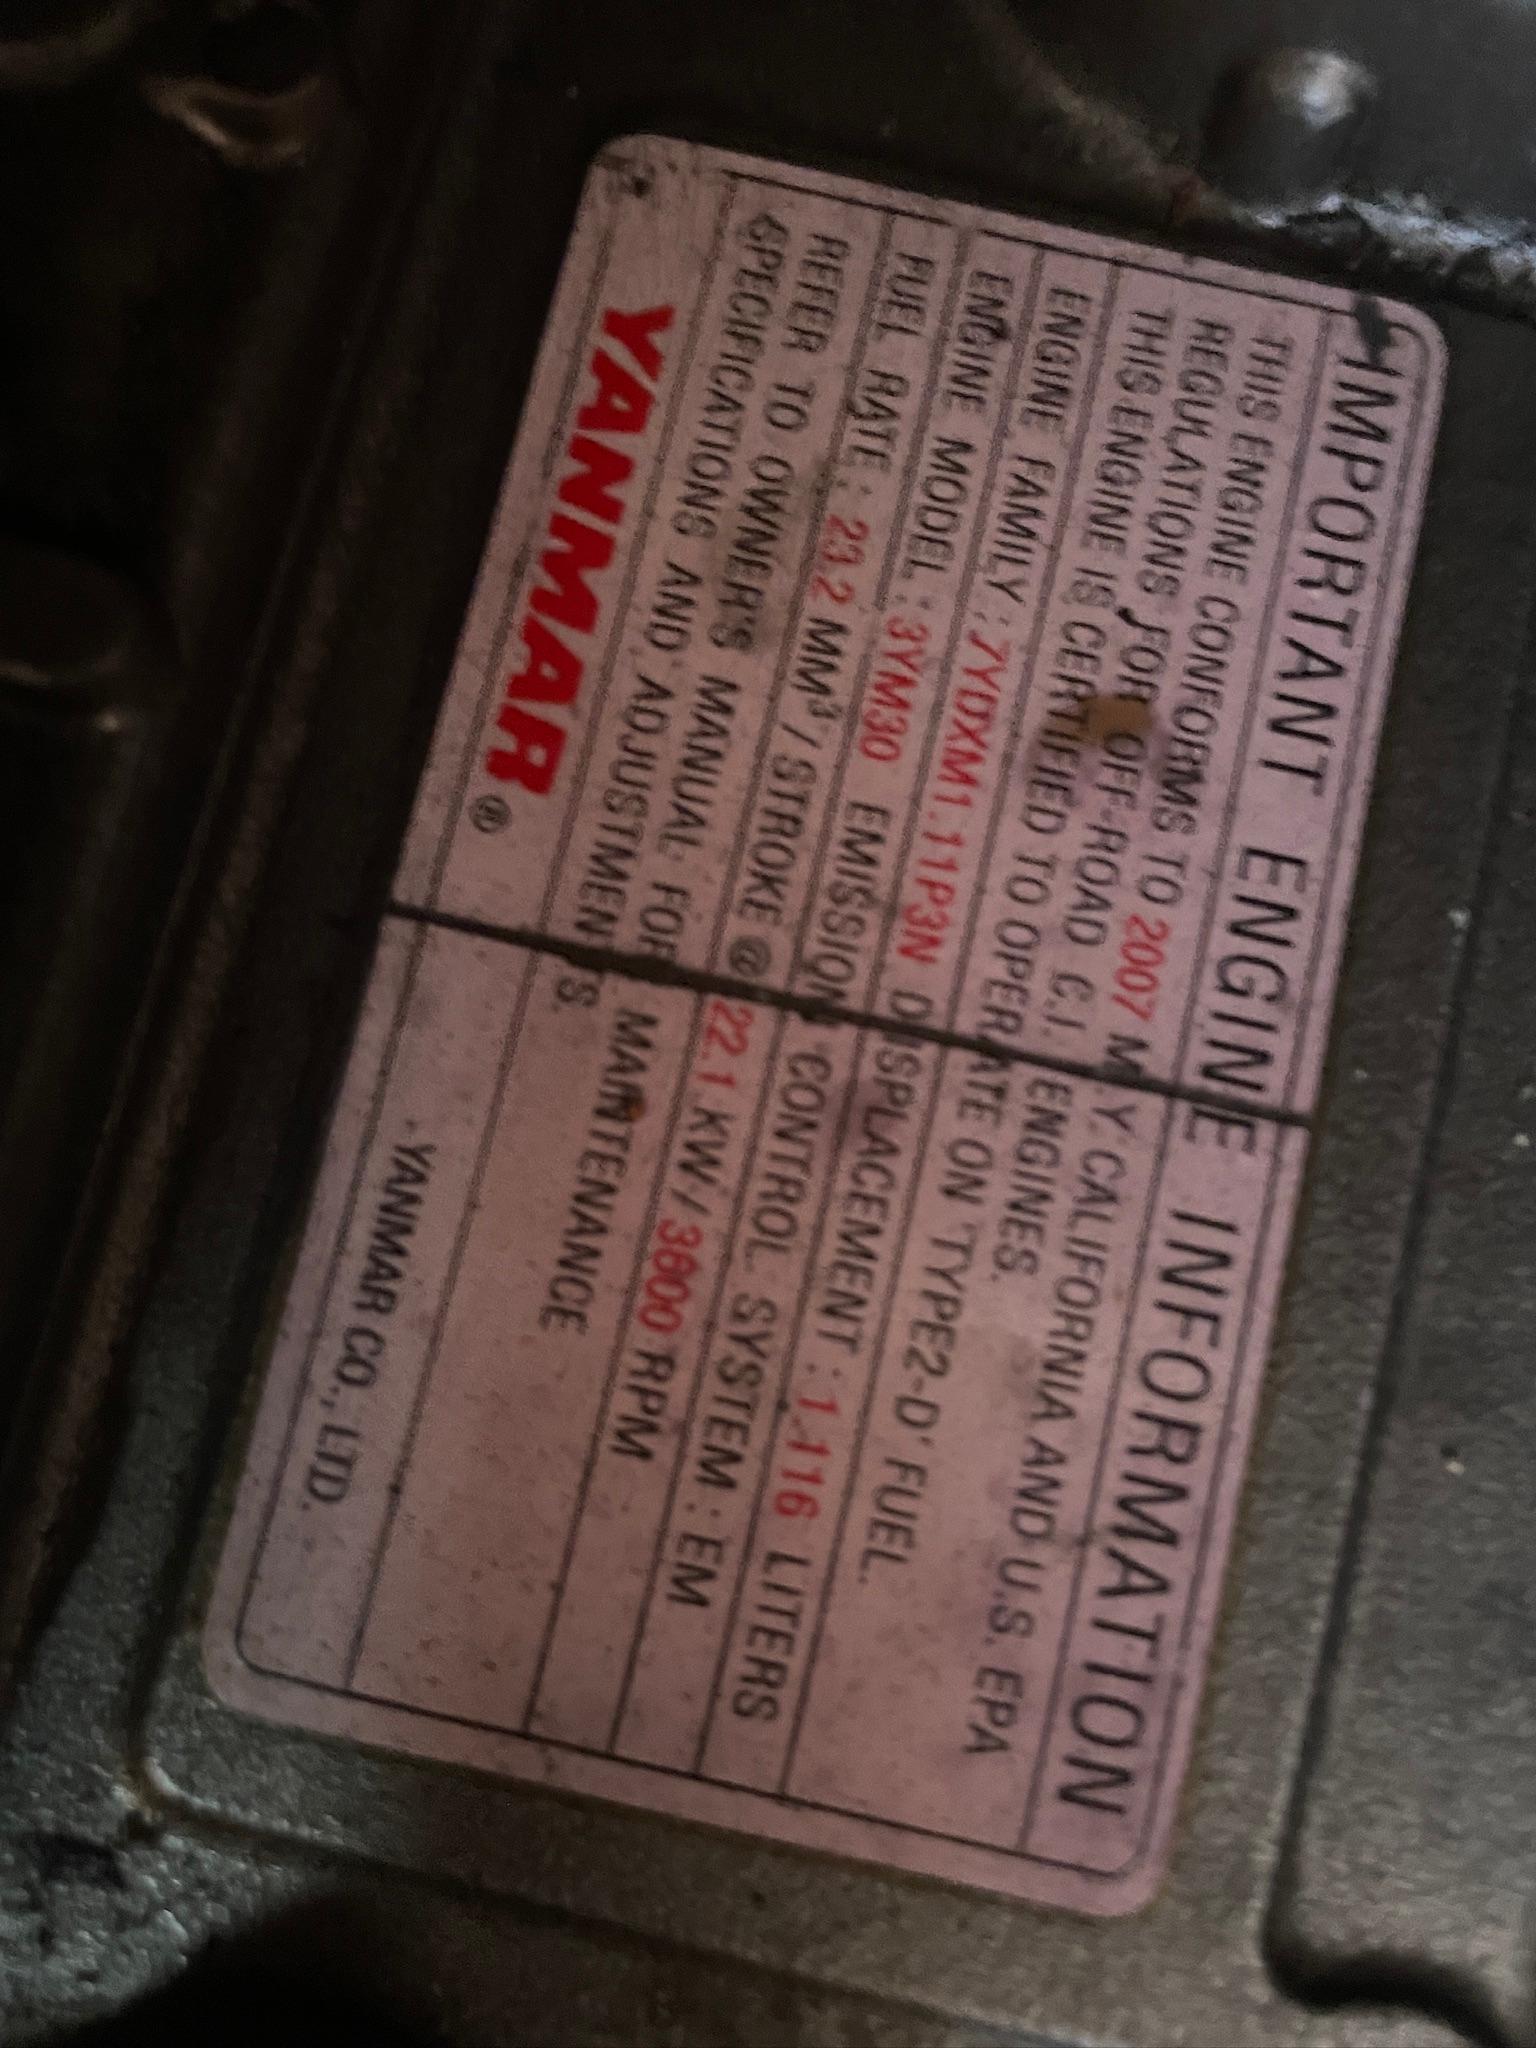 IMPORTANT ENGINE INFORMATION
THIS ENGINE CONFORMS TO 2007 M.Y. CALIFORNIA AND U.S. EPA
REGULATIONS FOR OFF-ROAD C.I. ENGINES.
THIS ENGINE IS CERTIFIED TO OPERATE ON TYPE2-D FUEL.
ENGINE FAMILY : 7YDXM1.11P3N DISPLACEMENT : 1.116 LITERS
ENGINE MODEL : 3YM30 EMISSION CONTROL SYSTEM : EM
FUEL RATE : 23.2 MM³ / STROKE @ 22.1 KW / 3600 RPM
REFER TO OWNER'S MANUAL FOR MAINTENANCE
SPECIFICATIONS AND ADJUSTMENTS.
YANMAR® YANMAR CO., LTD.